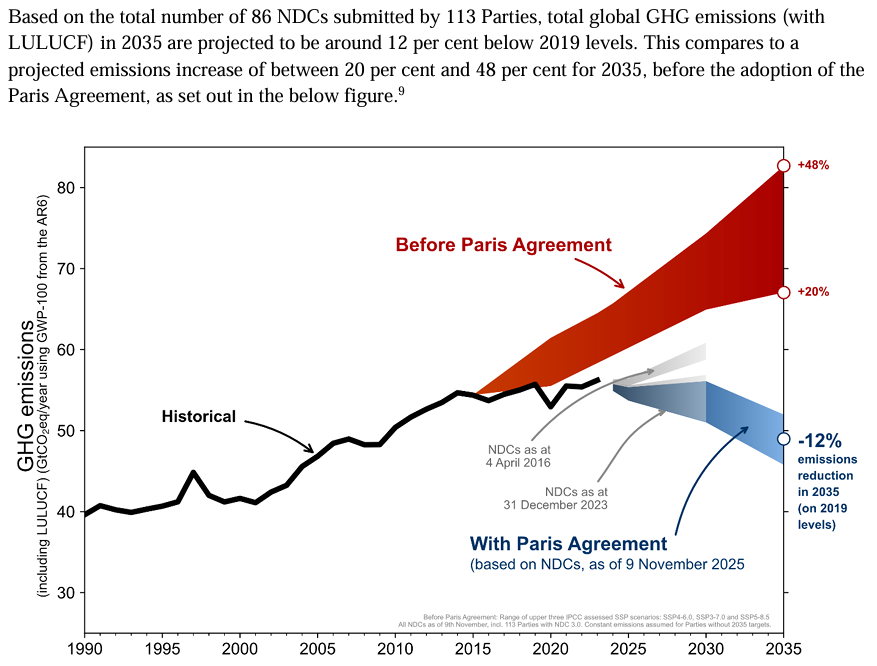 Based on the total number of 86 NDCs submitted by 113 Parties, total global GHG emissions (with
LULUCF) in 2035 are projected to be around 12 per cent below 2019 levels. This compares to a
projected emissions increase of between 20 per cent and 48 per cent for 2035, before the adoption of the
Paris Agreement, as set out in the below figure.⁹
GHG emissions
(including LULUCF) (GtCO₂eq/year using GWP-100 from the AR6)
80
70
60
50
40
30
+48%
Before Paris Agreement
+20%
Historical
NDCs as at
4 April 2016
NDCs as at
31 December 2023
-12%
emissions
reduction
in 2035
(on 2019
levels)
With Paris Agreement
(based on NDCs, as of 9 November 2025
Before Paris Agreement: Range of upper three IPCC assessed SSP scenarios; SSP4-6.0, SSP3-7.0 and SSP5-8.5
All NDCs as of 9th November, incl. 113 Parties with NDC 3.0. Constant emissions assumed for Parties without 2035 targets.
1990 1995 2000 2005 2010 2015 2020 2025 2030 2035